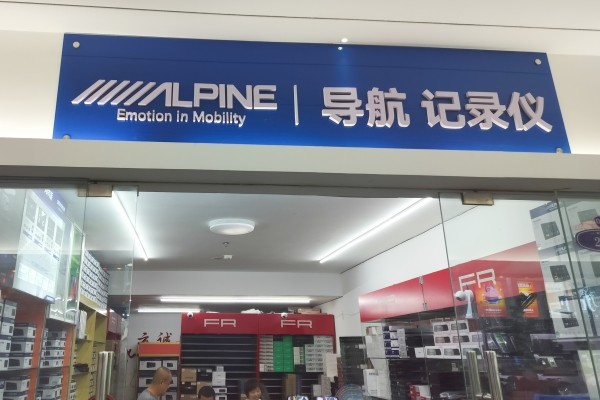 ALPINE
Emotion in Mobility
导航 记录仪
FR
FR
FR